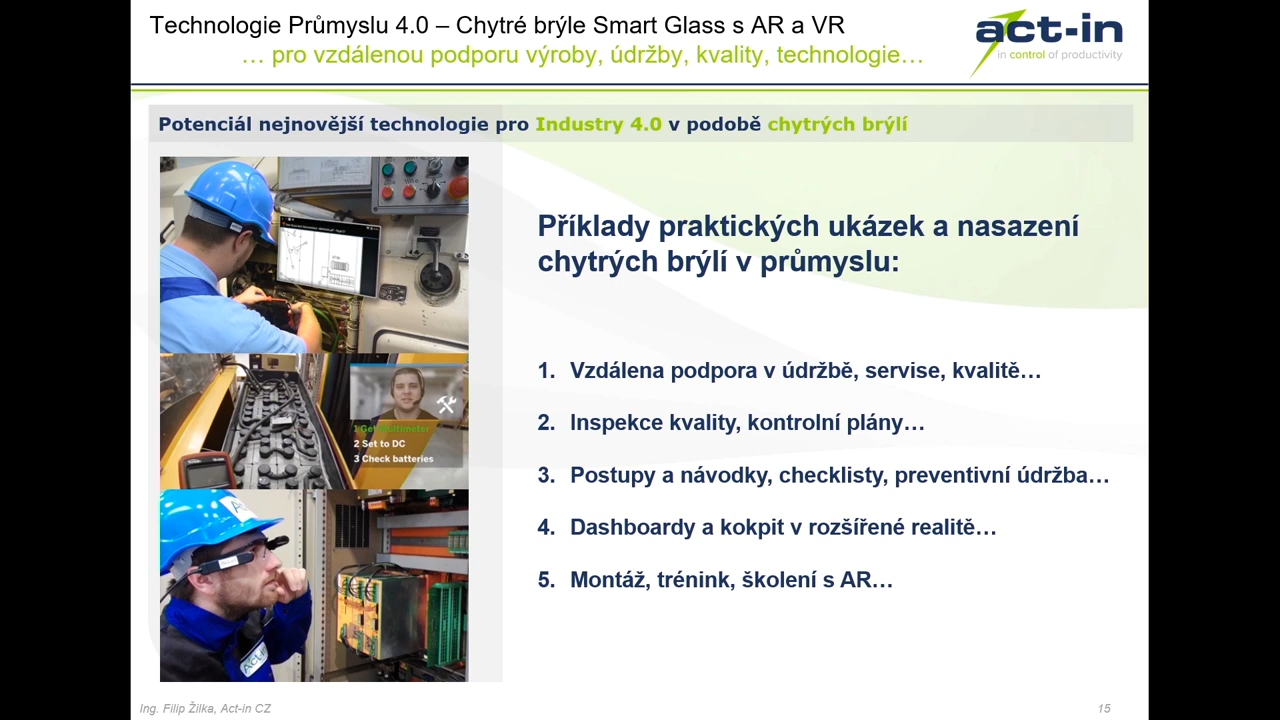 Technologie Průmyslu 4.0 – Chytré brýle Smart Glass s AR a VR
… pro vzdálenou podporu výroby, údržby, kvality, technologie…
act-in
in control of productivity
Potenciál nejnovější technologie pro Industry 4.0 v podobě chytrých brýlí
Příklady praktických ukázek a nasazení
chytrých brýlí v průmyslu:
1. Vzdálena podpora v údržbě, servise, kvalitě…
2. Inspekce kvality, kontrolní plány…
3. Postupy a návodky, checklisty, preventivní údržba…
4. Dashboardy a kokpit v rozšířené realitě…
5. Montáž, trénink, školení s AR…
1 Get multimeter
2 Set to DC
3 Check batteries
Act-in
Ing. Filip Žilka, Act-in CZ
15